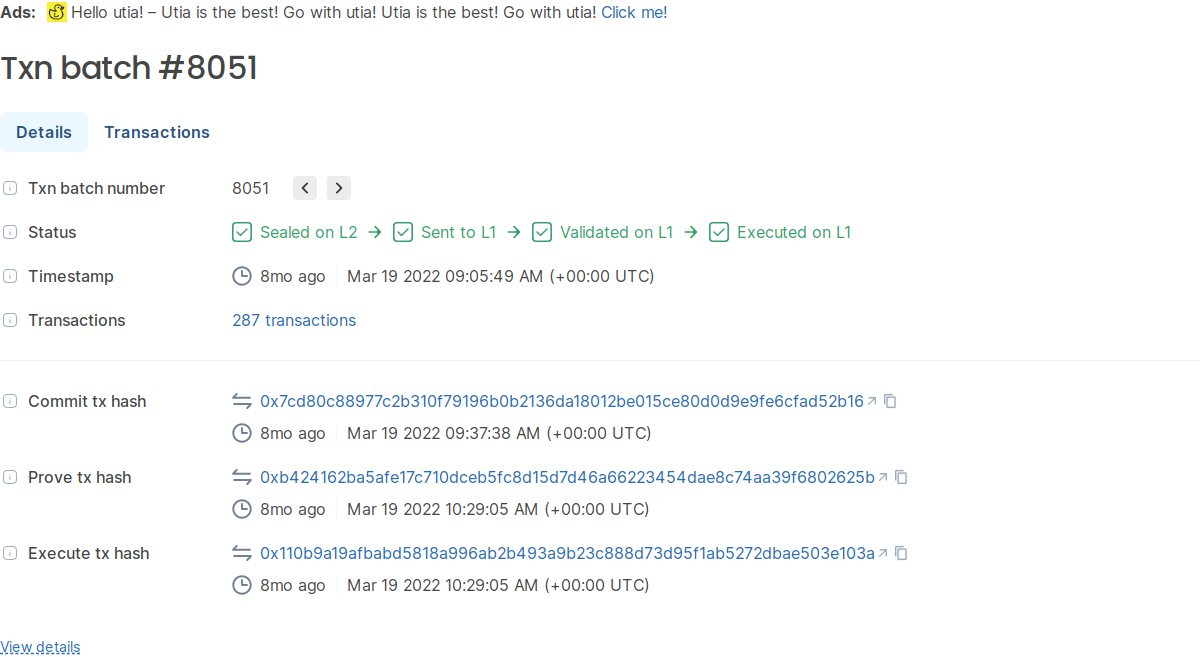 Ads: Hello utia! – Utia is the best! Go with utia! Utia is the best! Go with utia! Click me!
Txn batch #8051
Details Transactions
Txn batch number 8051
Status Sealed on L2 → Sent to L1 → Validated on L1 → Executed on L1
Timestamp 8mo ago Mar 19 2022 09:05:49 AM (+00:00 UTC)
Transactions 287 transactions
Commit tx hash 0x7cd80c88977c2b310f79196b0b2136da18012be015ce80d0d9e9fe6cfad52b16
8mo ago Mar 19 2022 09:37:38 AM (+00:00 UTC)
Prove tx hash 0xb424162ba5afe17c710dceb5fc8d15d7d46a66223454dae8c74aa39f6802625b
8mo ago Mar 19 2022 10:29:05 AM (+00:00 UTC)
Execute tx hash 0x110b9a19afbabd5818a996ab2b493a9b23c888d73d95f1ab5272dbae503e103a
8mo ago Mar 19 2022 10:29:05 AM (+00:00 UTC)
View details